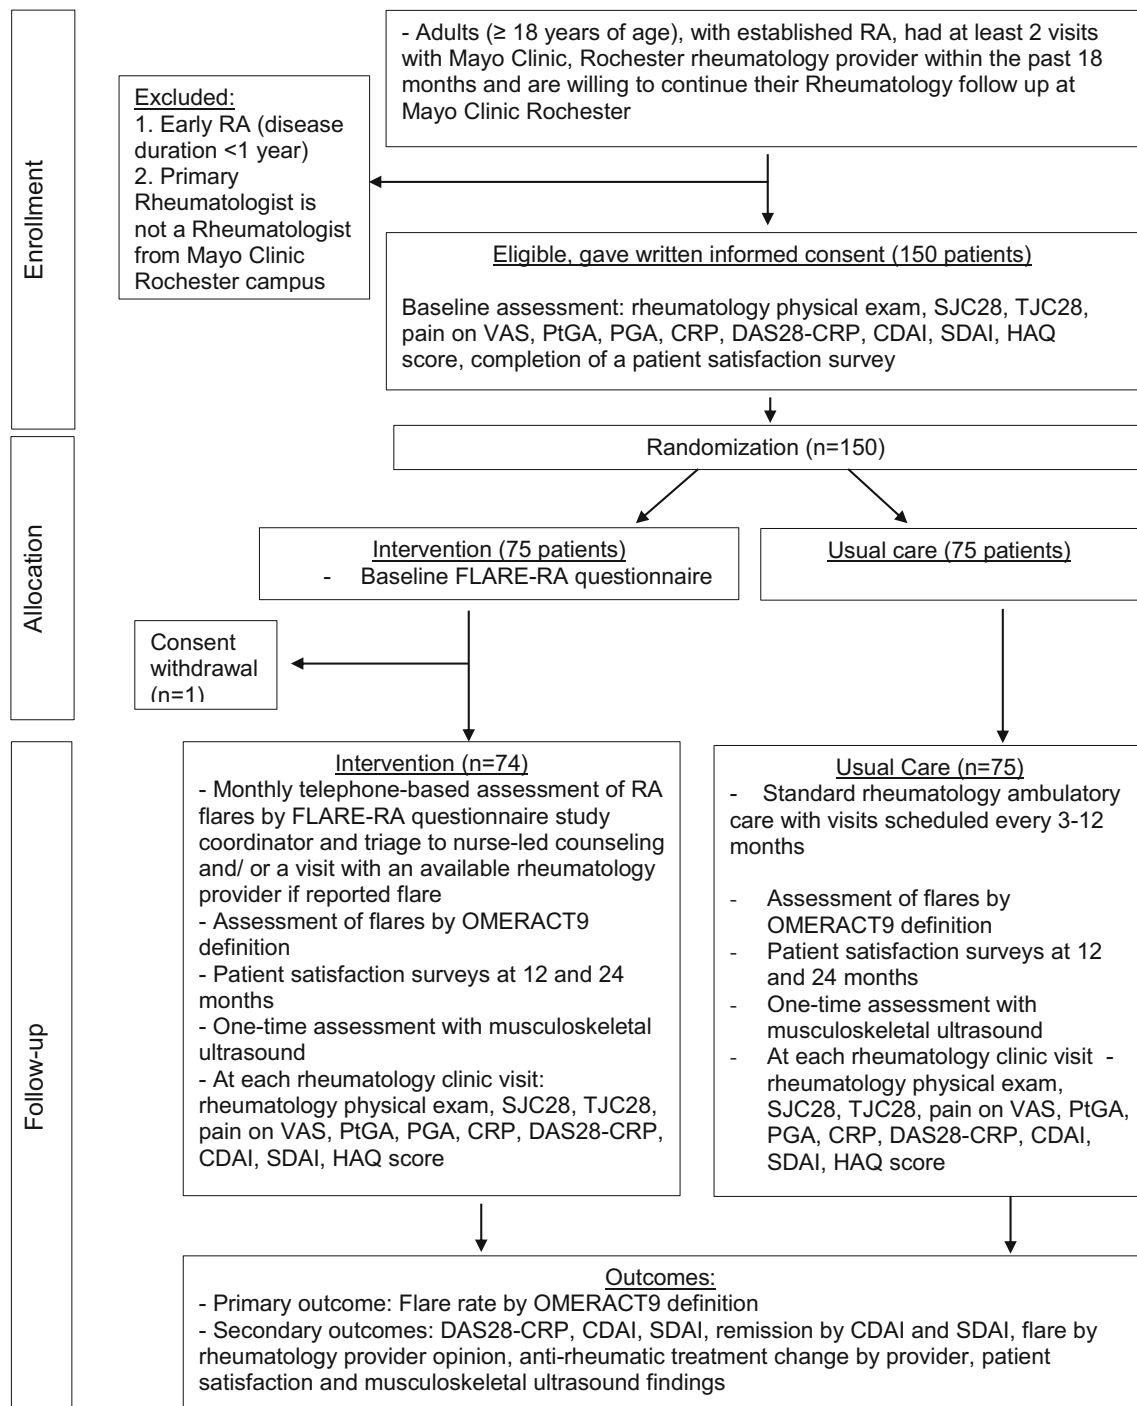 Enrollment
- Adults (≥ 18 years of age), with established RA, had at least 2 visits
with Mayo Clinic, Rochester rheumatology provider within the past 18
months and are willing to continue their Rheumatology follow up at
Mayo Clinic Rochester
Excluded:
1. Early RA (disease
duration <1 year)
2. Primary
Rheumatologist is
not a Rheumatologist
from Mayo Clinic
Rochester campus
Eligible, gave written informed consent (150 patients)
Baseline assessment: rheumatology physical exam, SJC28, TJC28,
pain on VAS, PtGA, PGA, CRP, DAS28-CRP, CDAI, SDAI, HAQ
score, completion of a patient satisfaction survey
Allocation
Randomization (n=150)
Intervention (75 patients)
- Baseline FLARE-RA questionnaire
Usual care (75 patients)
Consent
withdrawal
(n=1)
Follow-up
Intervention (n=74)
- Monthly telephone-based assessment of RA
flares by FLARE-RA questionnaire study
coordinator and triage to nurse-led counseling
and/ or a visit with an available rheumatology
provider if reported flare
- Assessment of flares by OMERACT9
definition
- Patient satisfaction surveys at 12 and 24
months
- One-time assessment with musculoskeletal
ultrasound
- At each rheumatology clinic visit:
rheumatology physical exam, SJC28, TJC28,
pain on VAS, PtGA, PGA, CRP, DAS28-CRP,
CDAI, SDAI, HAQ score
Usual Care (n=75)
- Standard rheumatology ambulatory
care with visits scheduled every 3-12
months
- Assessment of flares by
OMERACT9 definition
- Patient satisfaction surveys at 12
and 24 months
- One-time assessment with
musculoskeletal ultrasound
- At each rheumatology clinic visit -
rheumatology physical exam,
SJC28, TJC28, pain on VAS, PtGA,
PGA, CRP, DAS28-CRP, CDAI,
SDAI, HAQ score
Outcomes:
- Primary outcome: Flare rate by OMERACT9 definition
- Secondary outcomes: DAS28-CRP, CDAI, SDAI, remission by CDAI and SDAI, flare by
rheumatology provider opinion, anti-rheumatic treatment change by provider, patient
satisfaction and musculoskeletal ultrasound findings